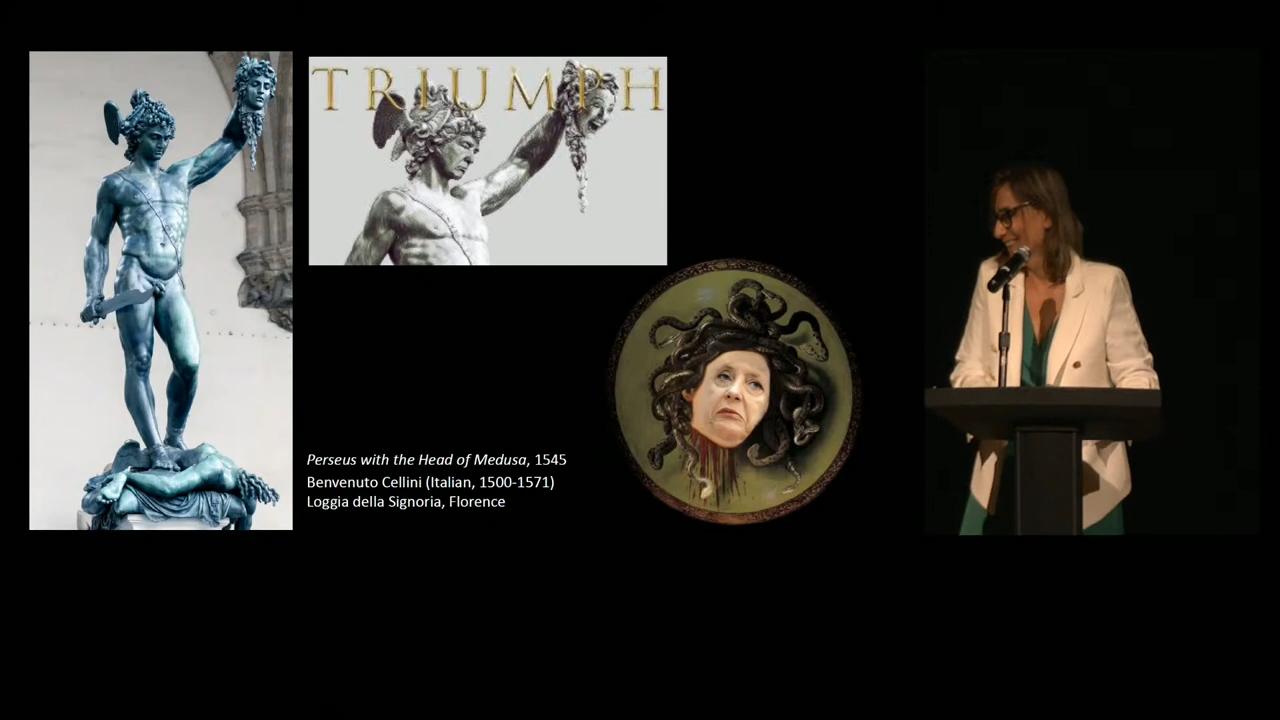 TRIUMPH
Perseus with the Head of Medusa, 1545
Benvenuto Cellini (Italian, 1500-1571)
Loggia della Signoria, Florence